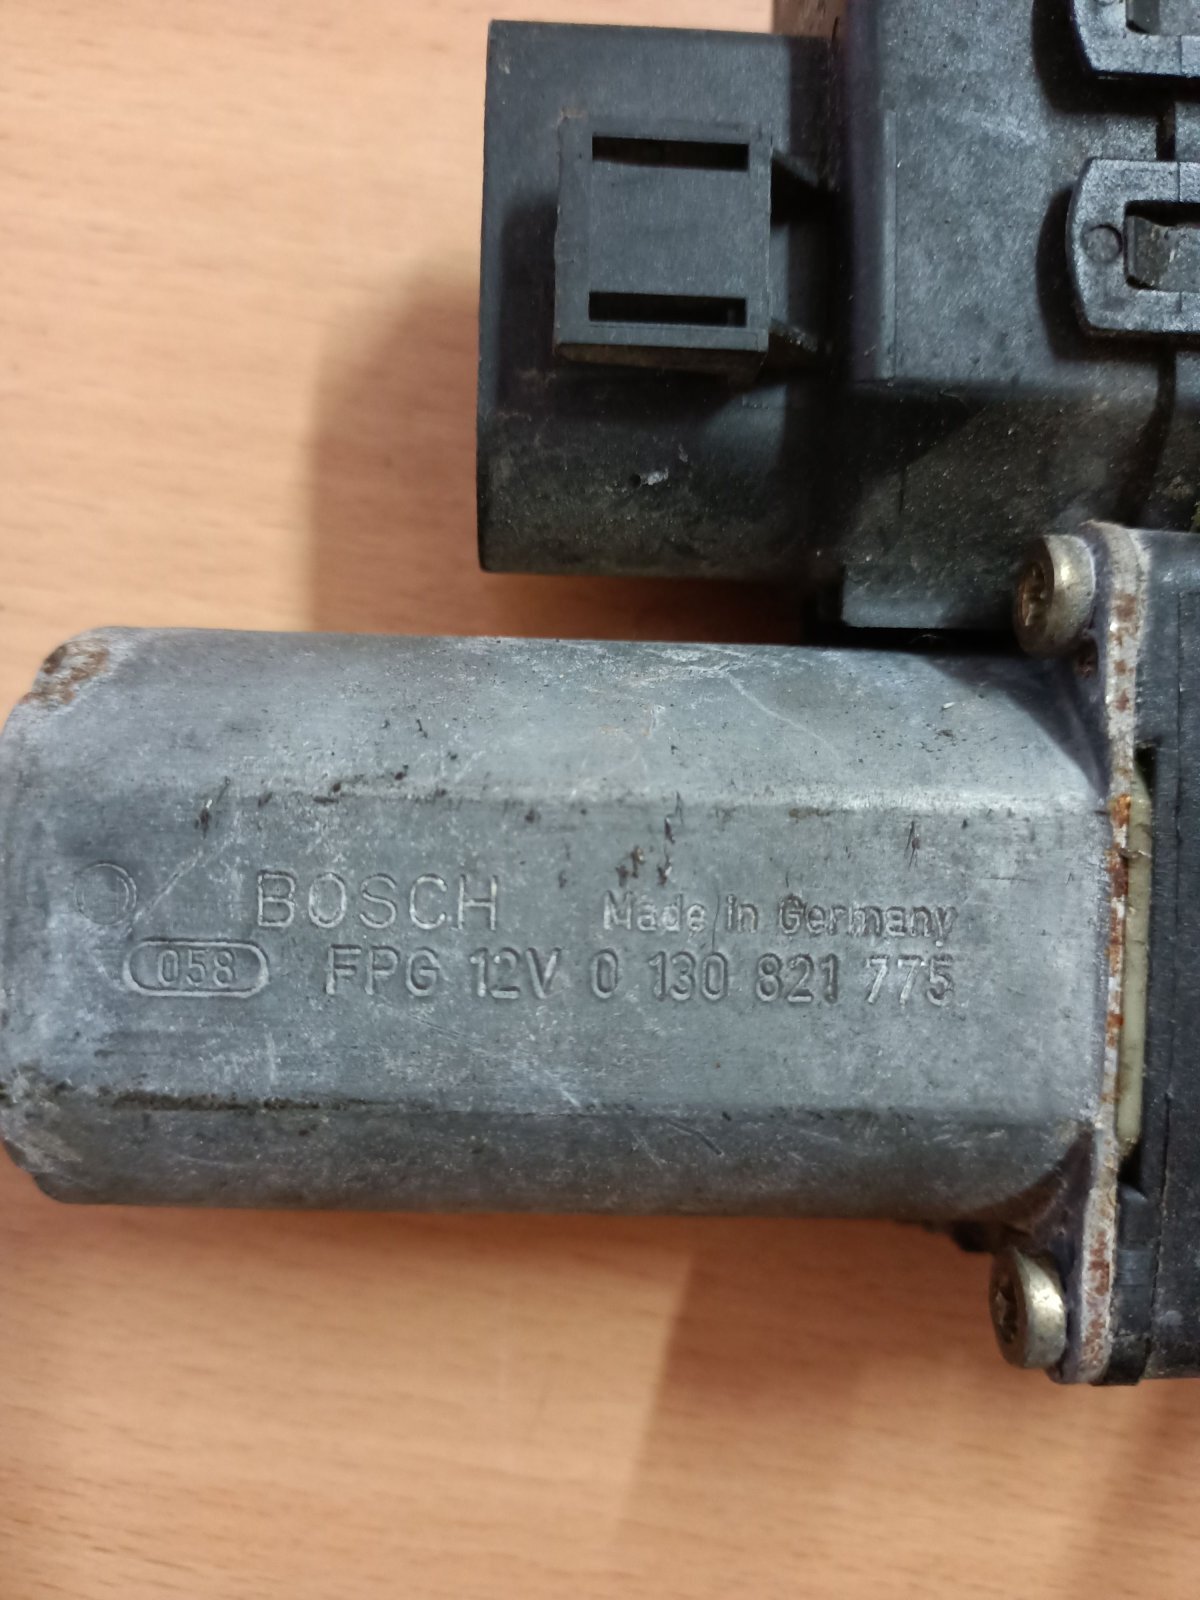 BOSCH Made in Germany
058 FPG 12V 0 130 821 775